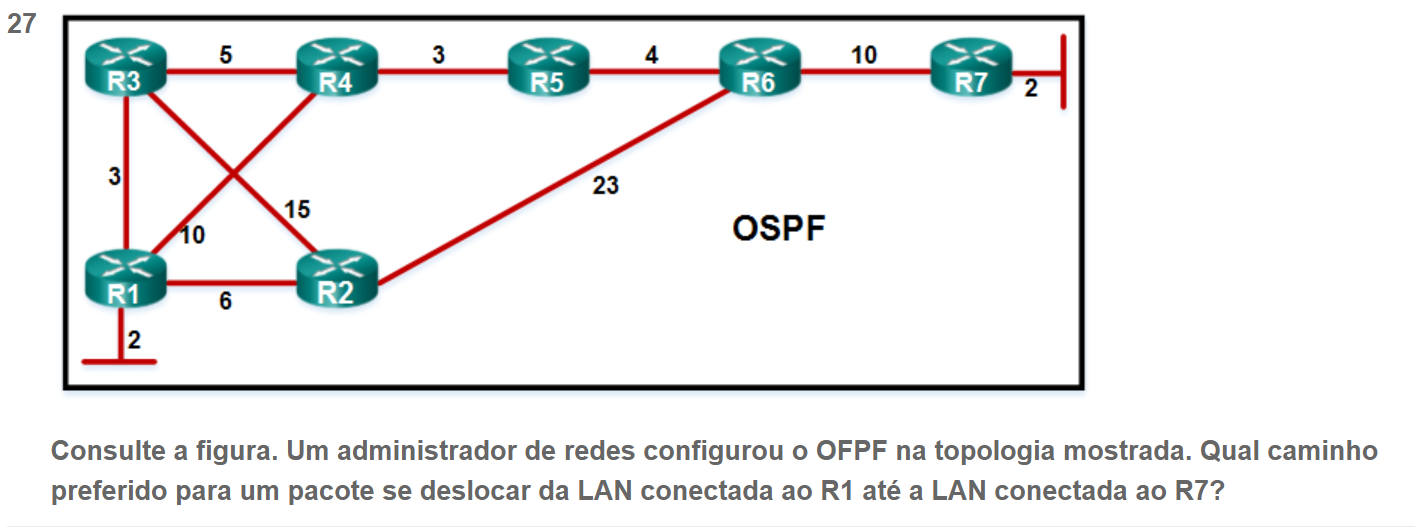 27
R3 5 R4 3 R5 4 R6 10 R7
2
3
15
23
10
OSPF
R1 6 R2
2
Consulte a figura. Um administrador de redes configurou o OFPF na topologia mostrada. Qual caminho
preferido para um pacote se deslocar da LAN conectada ao R1 até a LAN conectada ao R7?